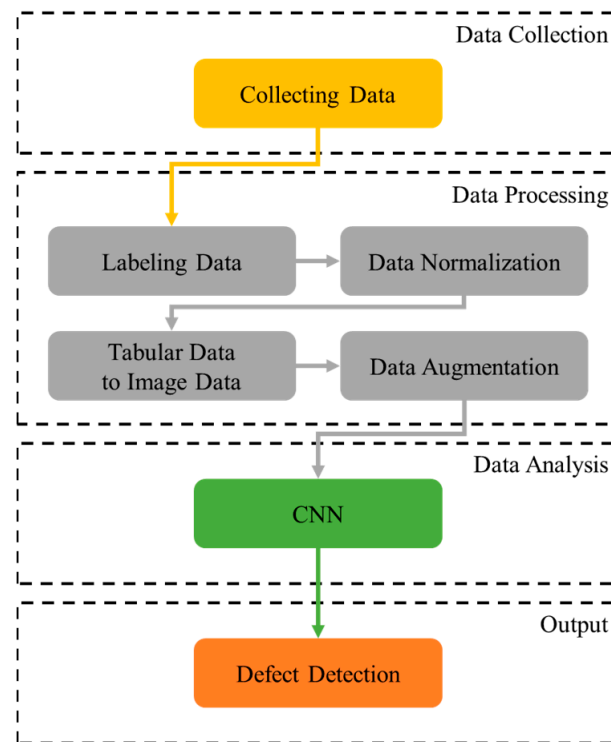 Data Collection
Collecting Data
Data Processing
Labeling Data
Data Normalization
Tabular Data
to Image Data
Data Augmentation
Data Analysis
CNN
Output
Defect Detection